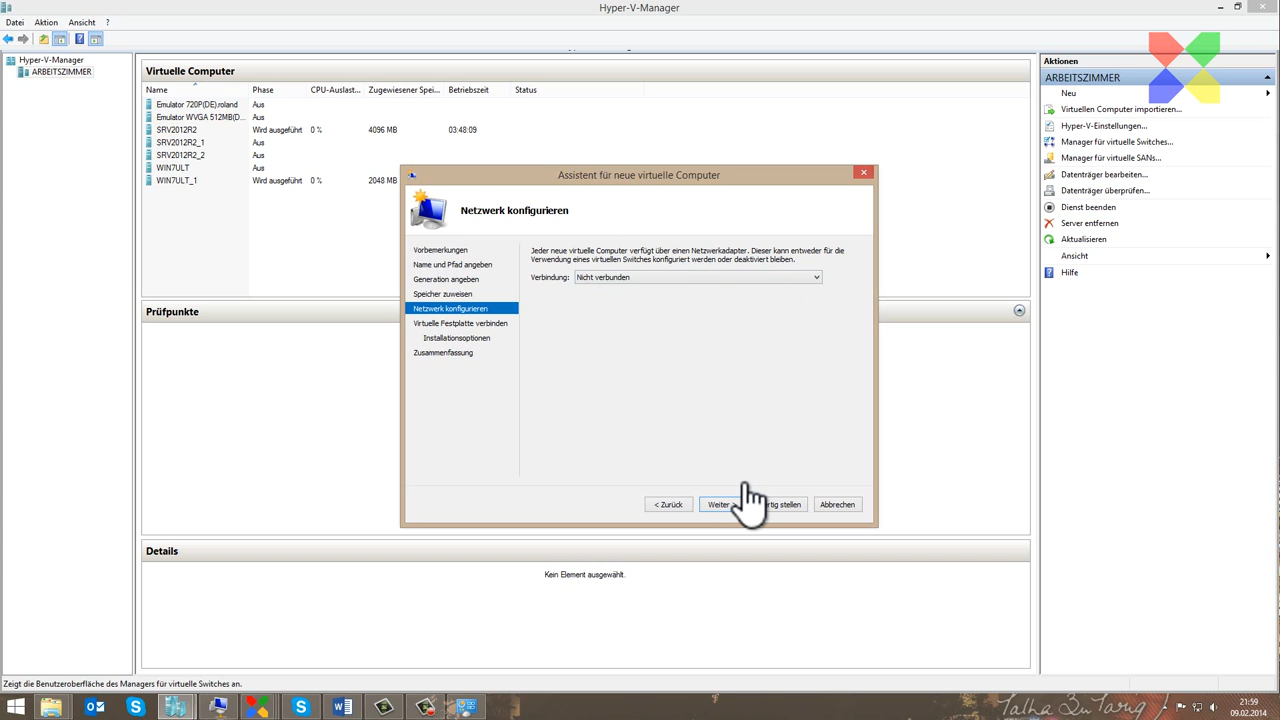 Hyper-V-Manager
Datei Aktion Ansicht ?
Hyper-V-Manager
ARBEITSZIMMER
Virtuelle Computer
Name Phase CPU-Auslast... Zugewiesener Spei... Betriebszeit Status
Emulator 720P(DE).roland Aus
Emulator WVGA 512MB(D... Aus
SRV2012R2 Wird ausgeführt 0 % 4096 MB 03:48:09
SRV2012R2_1 Aus
SRV2012R2_2 Aus
WIN7ULT Aus
WIN7ULT_1 Wird ausgeführt 0 % 2048 MB
Prüfpunkte
Details
Kein Element ausgewählt.
Assistent für neue virtuelle Computer
Netzwerk konfigurieren
Vorbemerkungen
Name und Pfad angeben
Generation angeben
Speicher zuweisen
Netzwerk konfigurieren
Virtuelle Festplatte verbinden
Installationsoptionen
Zusammenfassung
Jeder neue virtuelle Computer verfügt über einen Netzwerkadapter. Dieser kann entweder für die
Verwendung eines virtuellen Switches konfiguriert werden oder deaktiviert bleiben.
Verbindung: Nicht verbunden
< Zurück Weiter stellen Abbrechen
Aktionen
ARBEITSZIMMER
Neu
Virtuellen Computer importieren...
Hyper-V-Einstellungen...
Manager für virtuelle Switches...
Manager für virtuelle SANs...
Datenträger bearbeiten...
Datenträger überprüfen...
Dienst beenden
Server entfernen
Aktualisieren
Ansicht
Hilfe
Zeigt die Benutzeroberfläche des Managers für virtuelle Switches an.
21:59
09.02.2014